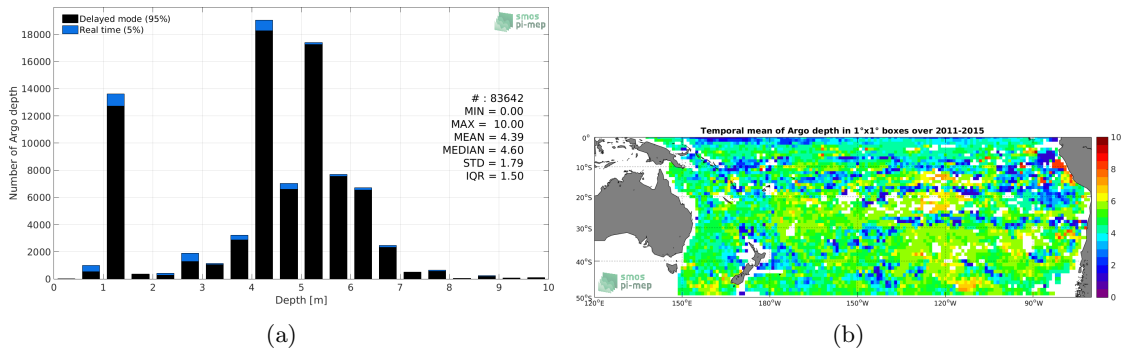 Delayed mode (95%)
Real time (5%)
smos
pi-mep
18000
16000
14000
12000
10000
8000
6000
4000
2000
0
Number of Argo depth
# : 83642
MIN = 0.00
MAX = 10.00
MEAN = 4.39
MEDIAN = 4.60
STD = 1.79
IQR = 1.50
0 1 2 3 4 5 6 7 8 9 10
Depth [m]
(a)
Temporal mean of Argo depth in 1°x1° boxes over 2011-2015
0°
10°S
20°S
30°S
40°S
50°S
120°E 150°E 180°W 150°W 120°W 90°W
smos
pi-mep
10
8
6
4
2
0
(b)